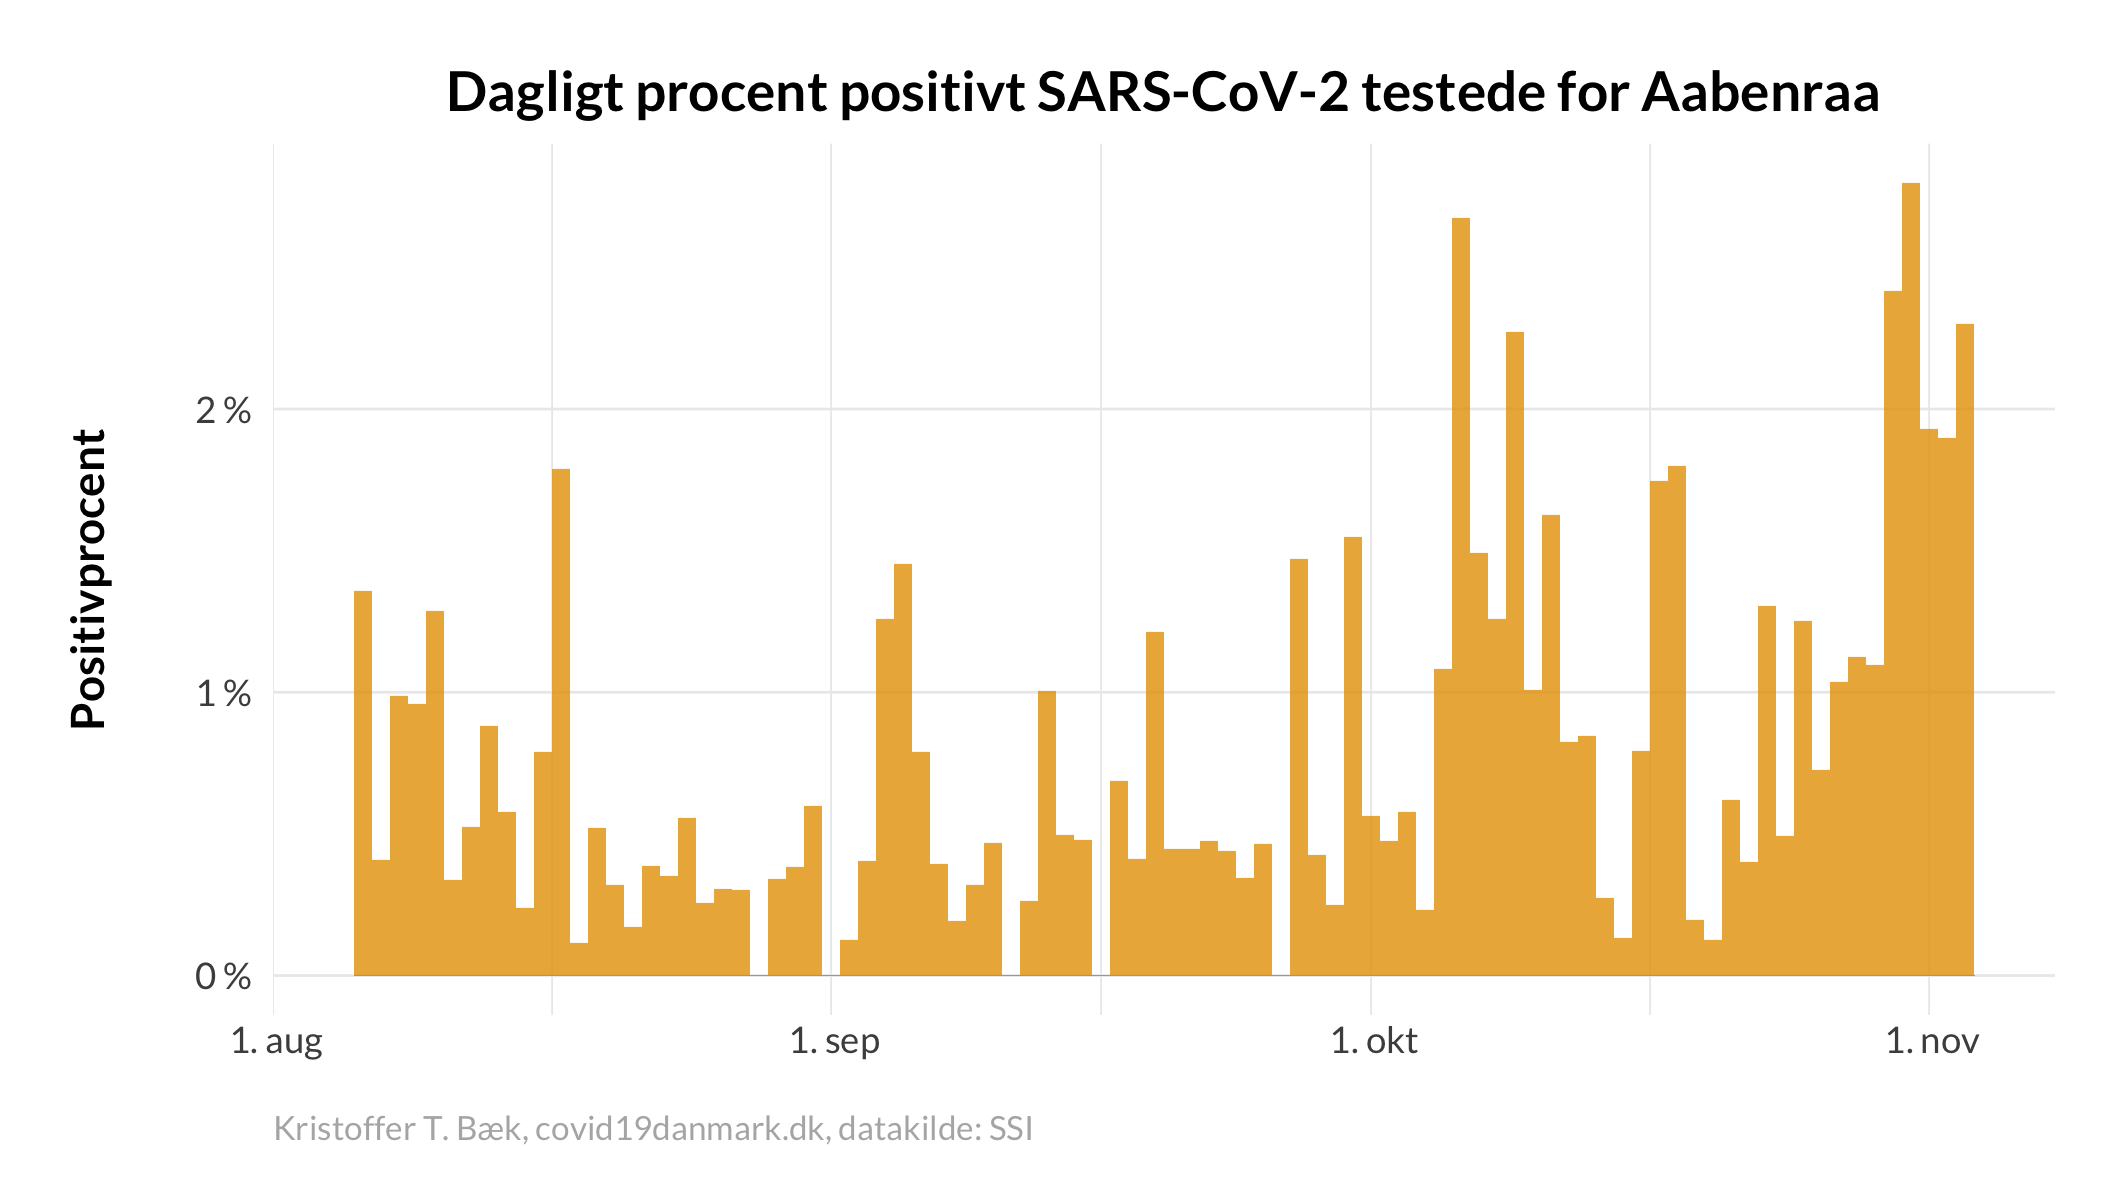 Dagligt procent positivt SARS-CoV-2 testede for Aabenraa
Positivprocent
2 %
1 %
0 %
1. aug
1. sep
1. okt
1. nov
Kristoffer T. Bæk, covid19danmark.dk, datakilde: SSI